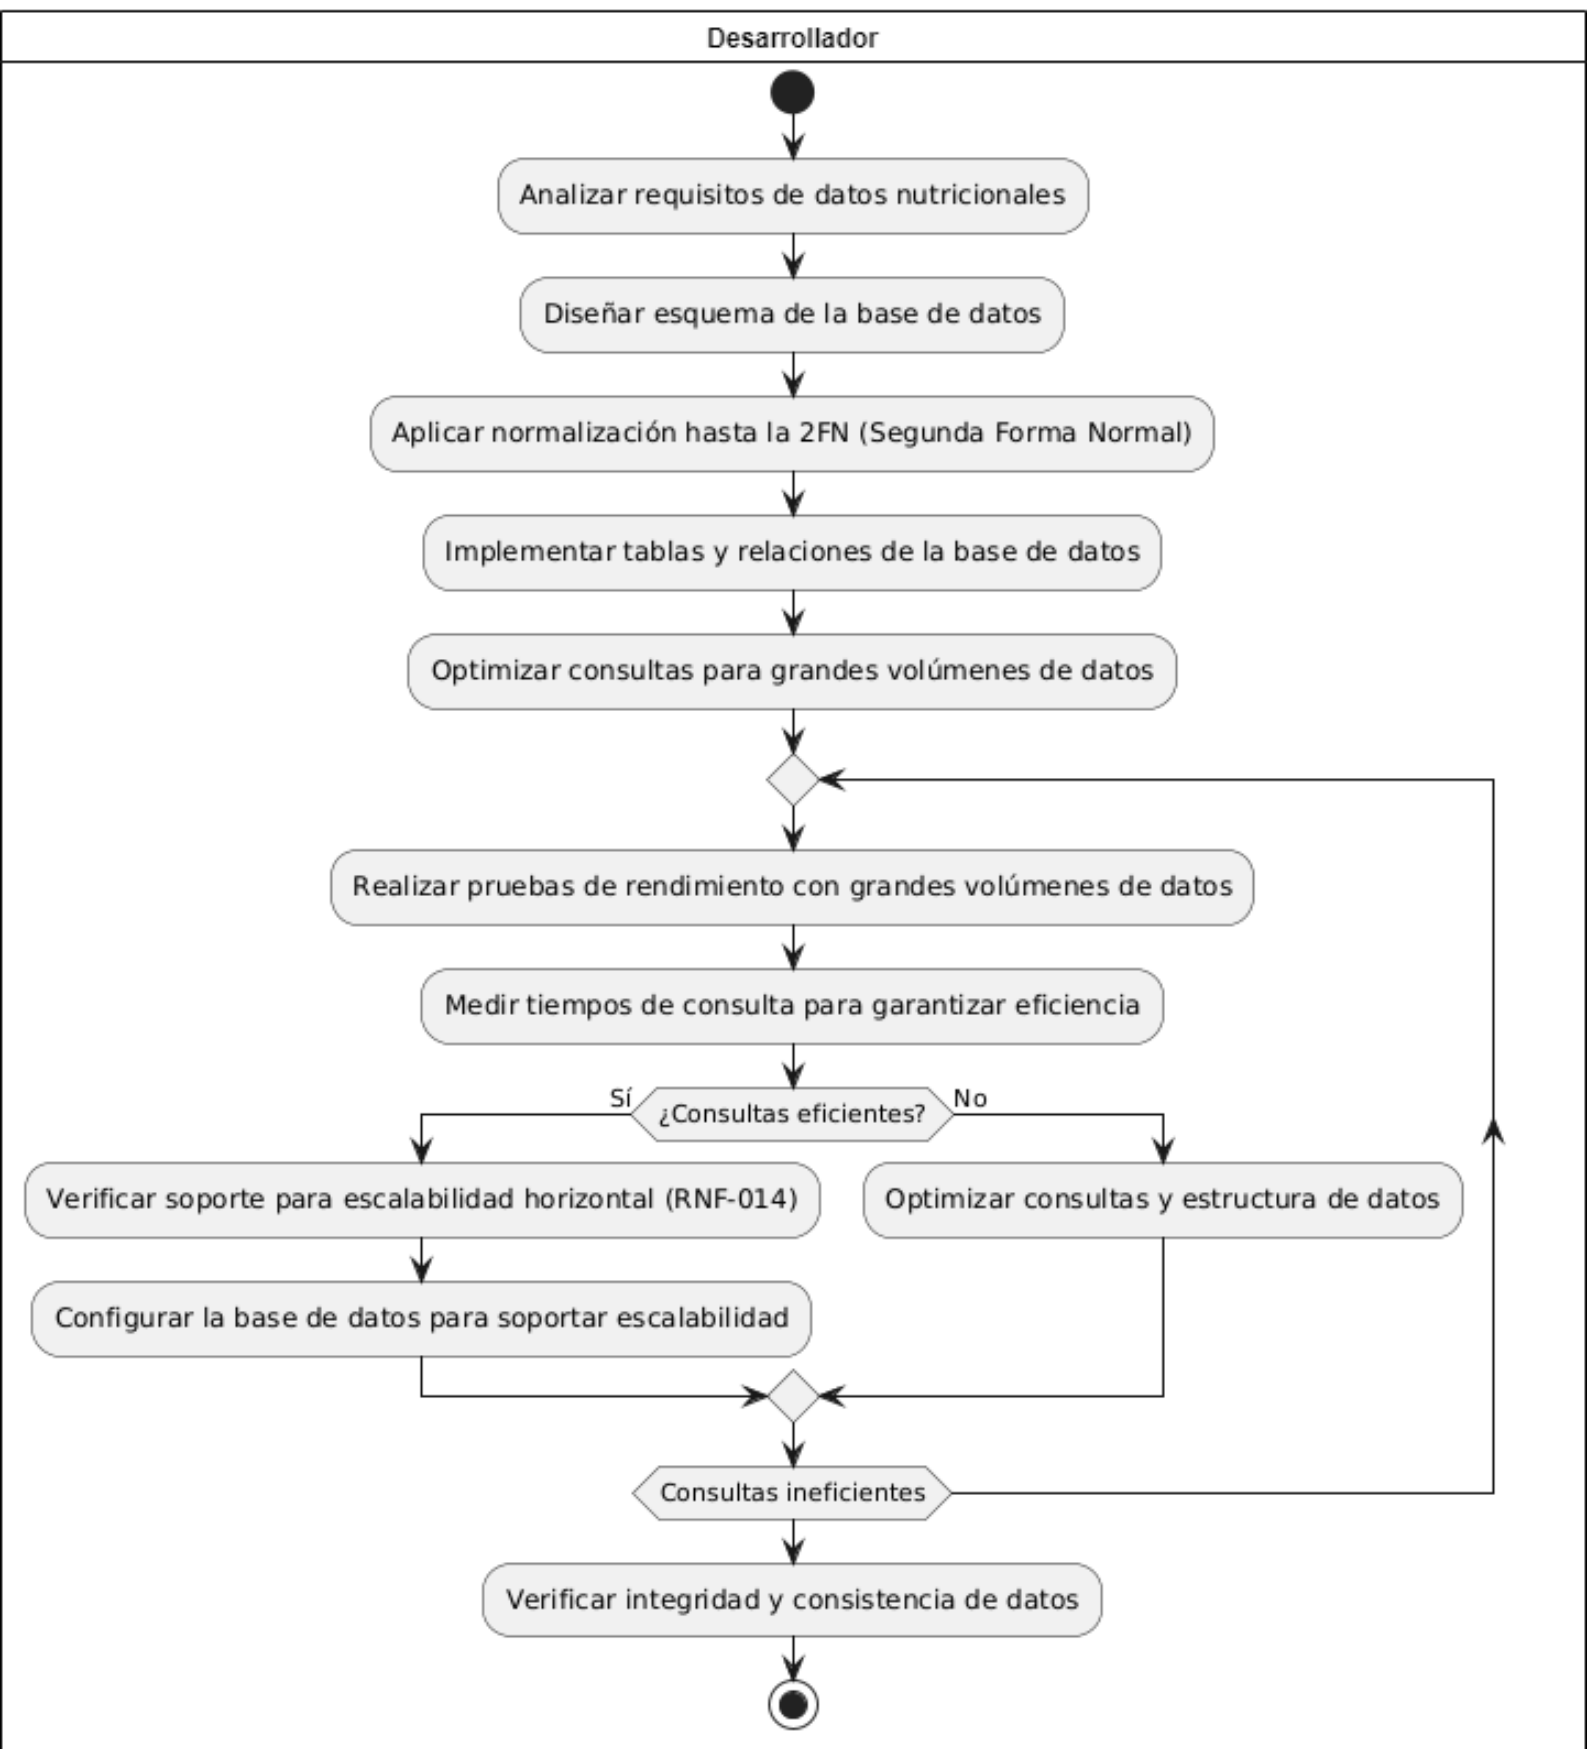 Desarrollador
Analizar requisitos de datos nutricionales
Diseñar esquema de la base de datos
Aplicar normalización hasta la 2FN (Segunda Forma Normal)
Implementar tablas y relaciones de la base de datos
Optimizar consultas para grandes volúmenes de datos
Realizar pruebas de rendimiento con grandes volúmenes de datos
Medir tiempos de consulta para garantizar eficiencia
Sí
¿Consultas eficientes?
No
Verificar soporte para escalabilidad horizontal (RNF-014)
Optimizar consultas y estructura de datos
Configurar la base de datos para soportar escalabilidad
Consultas ineficientes
Verificar integridad y consistencia de datos